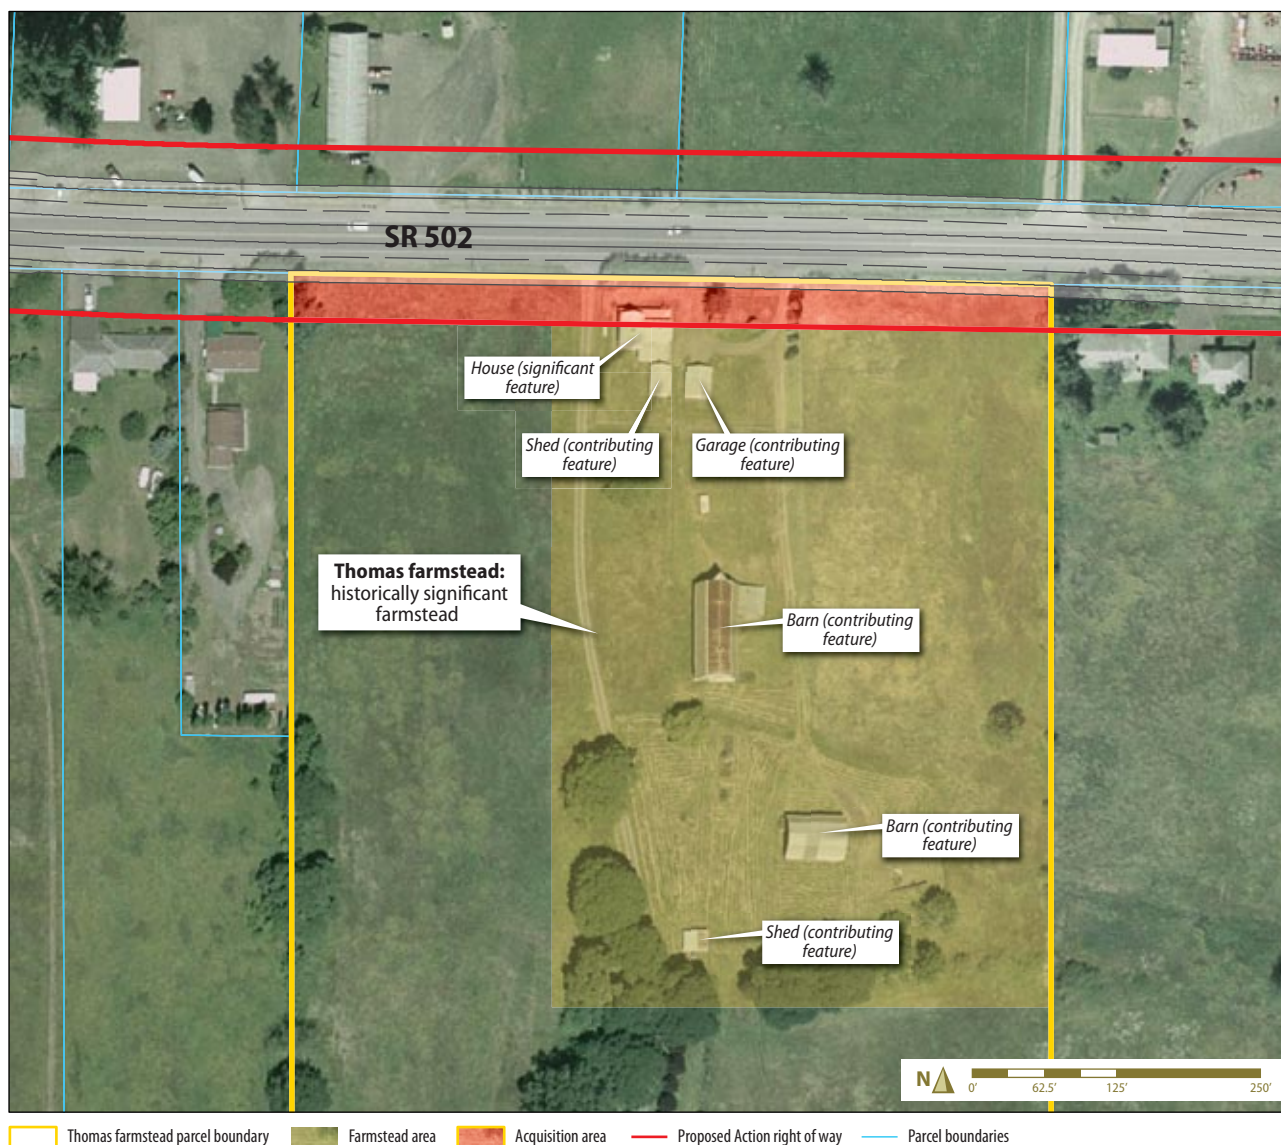 SR 502
House (significant
feature)
Shed (contributing
feature)
Garage (contributing
feature)
Thomas farmstead:
historically significant
farmstead
Barn (contributing
feature)
Barn (contributing
feature)
Shed (contributing
feature)
N
0' 62.5' 125' 250'
Thomas farmstead parcel boundary Farmstead area Acquisition area Proposed Action right of way Parcel boundaries